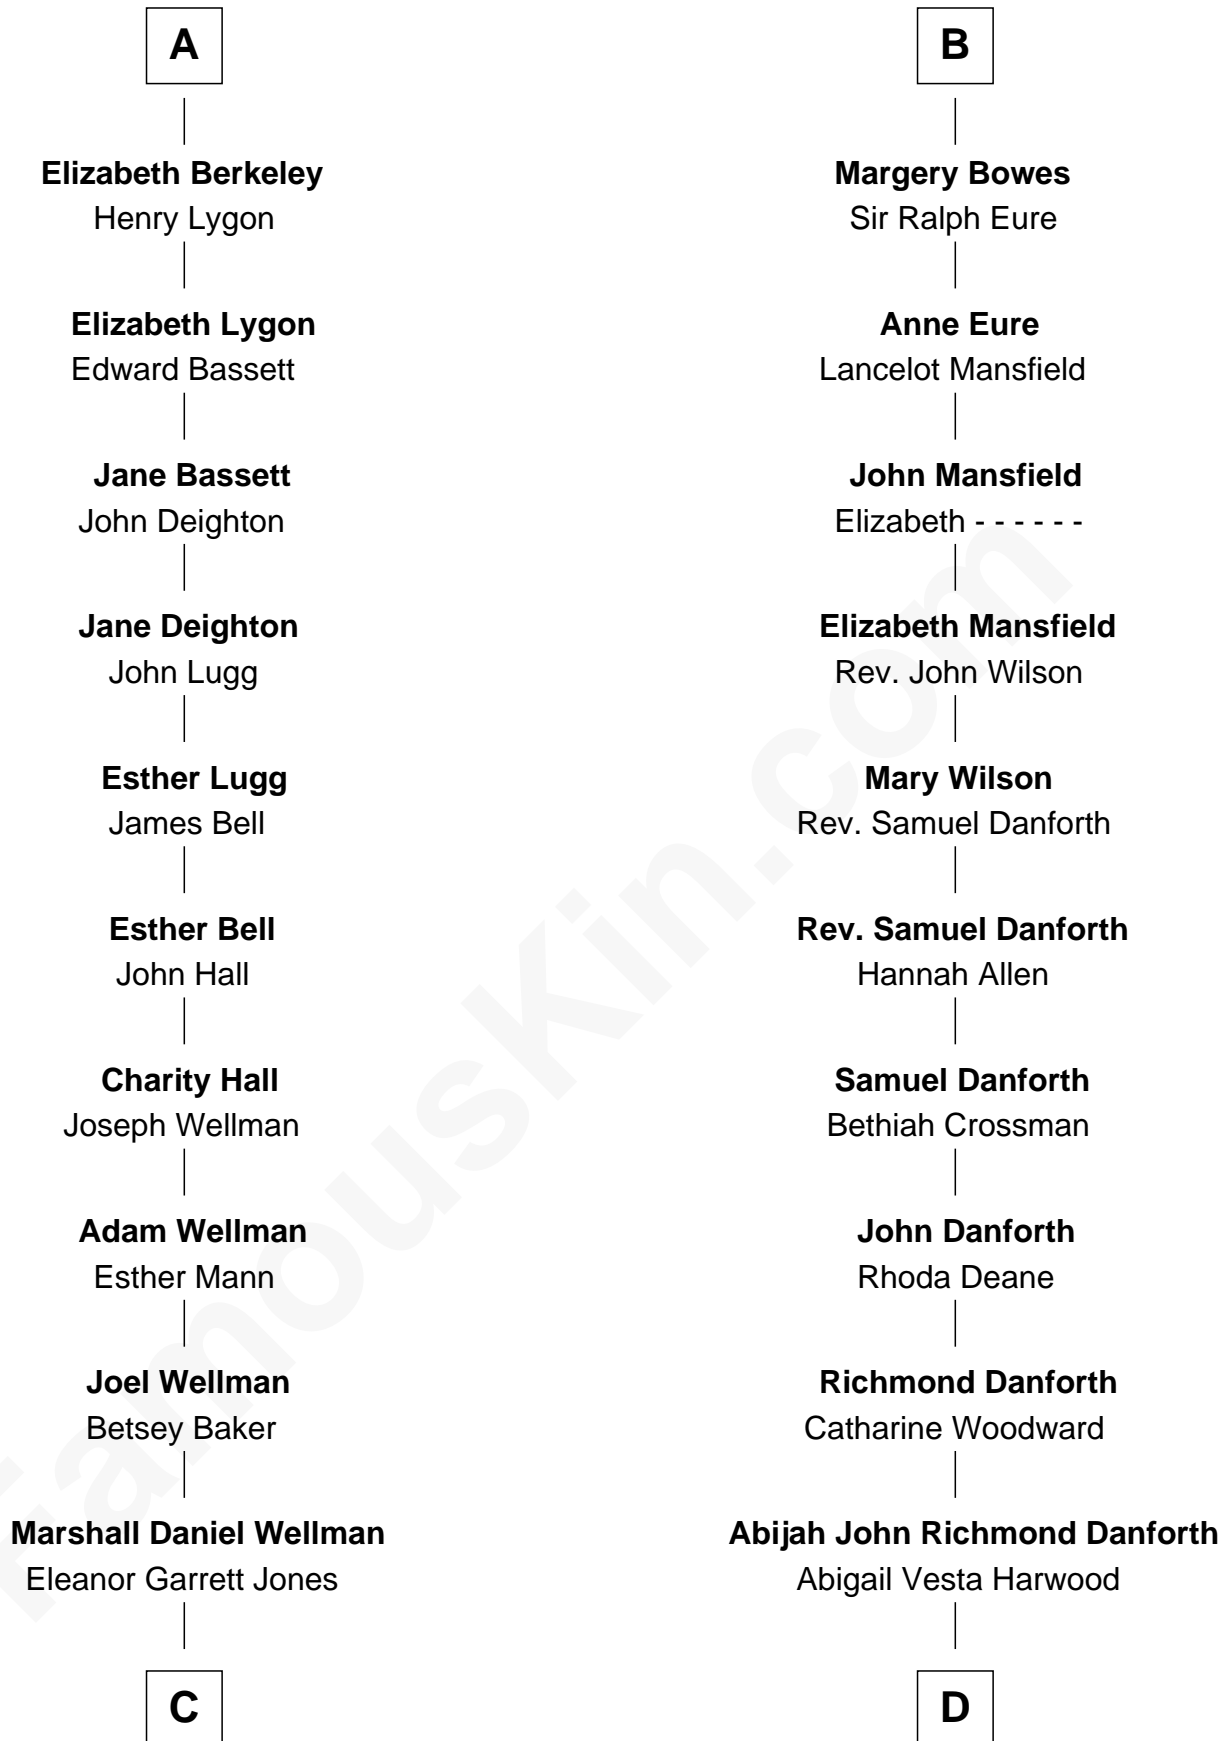 A
Elizabeth Berkeley
Henry Lygon
Elizabeth Lygon
Edward Bassett
Jane Bassett
John Deighton
Jane Deighton
John Lugg
Esther Lugg
James Bell
Esther Bell
John Hall
Charity Hall
Joseph Wellman
Adam Wellman
Esther Mann
Joel Wellman
Betsey Baker
Marshall Daniel Wellman
Eleanor Garrett Jones
C
B
Margery Bowes
Sir Ralph Eure
Anne Eure
Lancelot Mansfield
John Mansfield
Elizabeth - - - - - -
Elizabeth Mansfield
Rev. John Wilson
Mary Wilson
Rev. Samuel Danforth
Rev. Samuel Danforth
Hannah Allen
Samuel Danforth
Bethiah Crossman
John Danforth
Rhoda Deane
Richmond Danforth
Catharine Woodward
Abijah John Richmond Danforth
Abigail Vesta Harwood
D
FamousKin.com